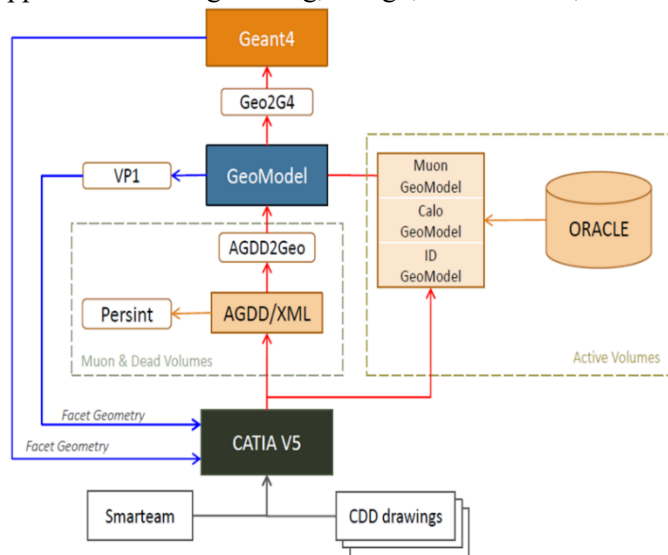 Geant4
Geo2G4
VP1
GeoModel
Muon
GeoModel
Calo
GeoModel
ID
GeoModel
ORACLE
AGDD2Geo
Persint
AGDD/XML
Muon & Dead Volumes
Active Volumes
Facet Geometry
Facet Geometry
CATIA V5
Smarteam
CDD drawings